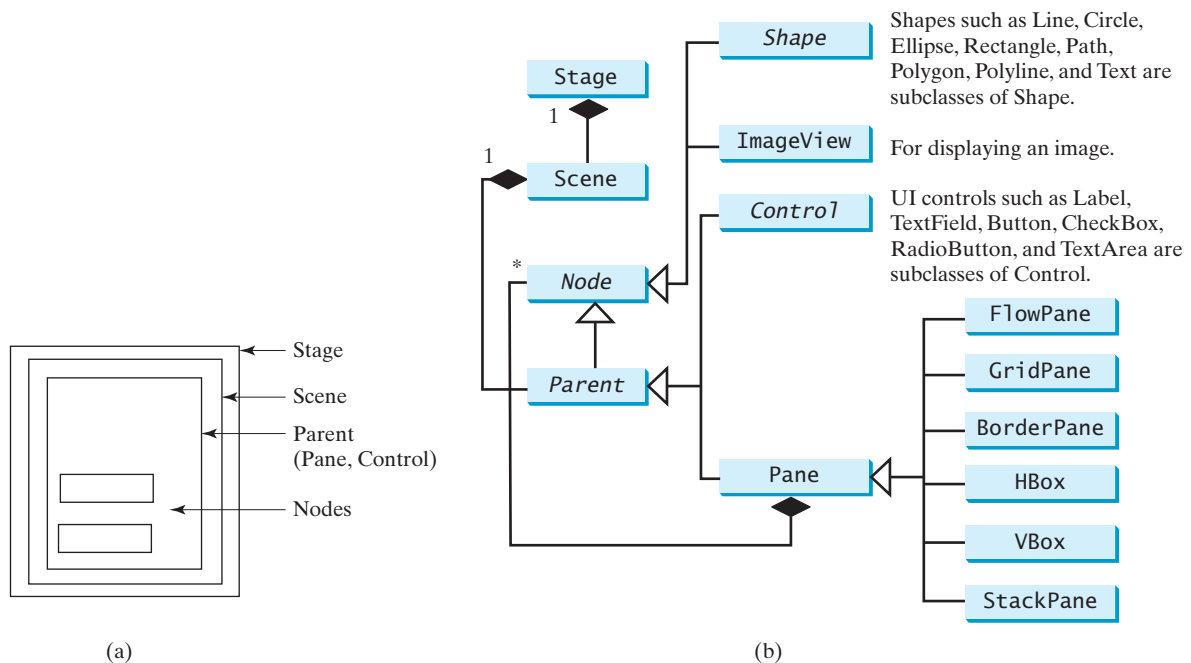 Stage
Scene
Parent
(Pane, Control)
Nodes
(a)
Stage
1
1
Scene
*
Node
Parent
Shape
Shapes such as Line, Circle,
Ellipse, Rectangle, Path,
Polygon, Polyline, and Text are
subclasses of Shape.
ImageView
For displaying an image.
Control
UI controls such as Label,
TextField, Button, CheckBox,
RadioButton, and TextArea are
subclasses of Control.
Pane
FlowPane
GridPane
BorderPane
HBox
VBox
StackPane
(b)